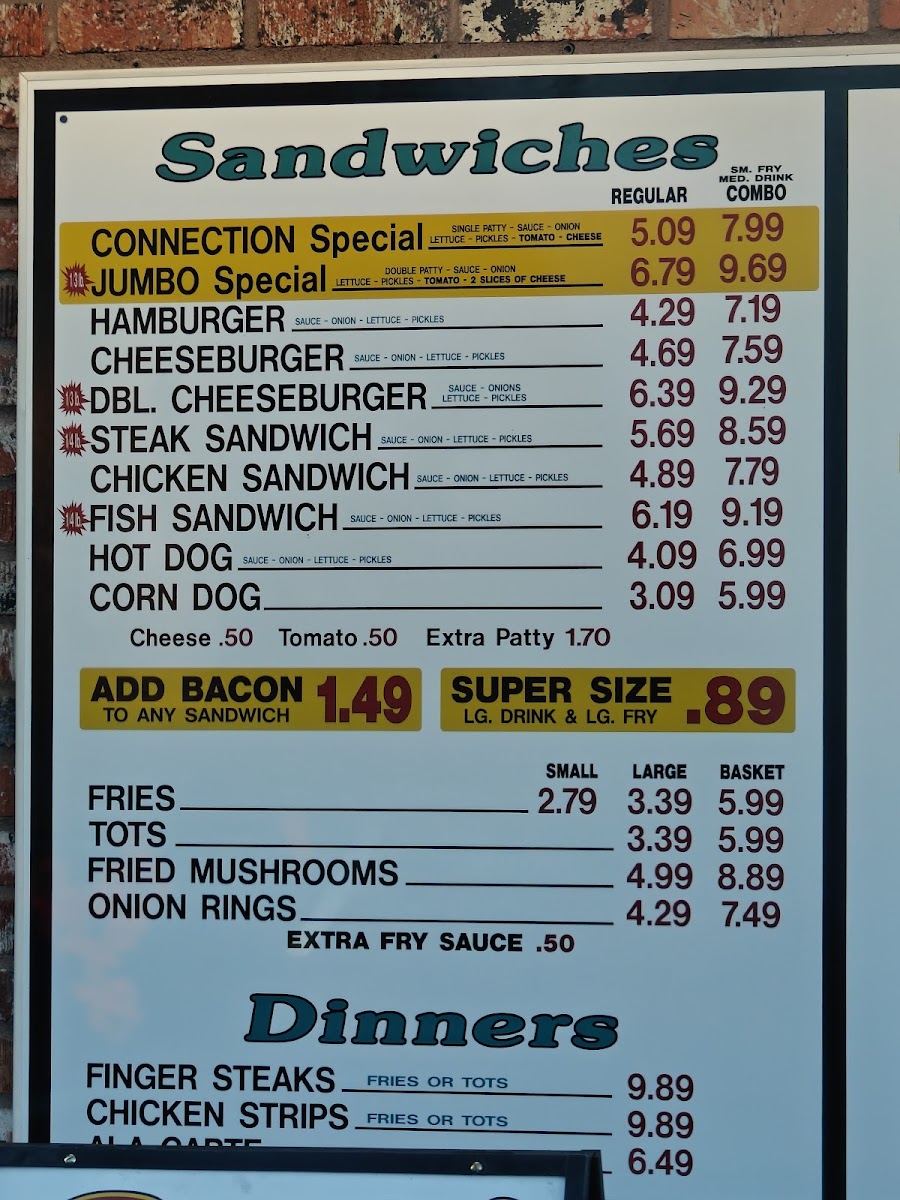 Sandwiches
SM. FRY
MED. DRINK
REGULAR COMBO
CONNECTION Special SINGLE PATTY - SAUCE - ONION 5.09 7.99
LETTUCE - PICKLES - TOMATO - CHEESE
JUMBO Special DOUBLE PATTY - SAUCE - ONION 6.79 9.69
LETTUCE - PICKLES - TOMATO - 2 SLICES OF CHEESE
HAMBURGER SAUCE - ONION - LETTUCE - PICKLES 4.29 7.19
CHEESEBURGER SAUCE - ONION - LETTUCE - PICKLES 4.69 7.59
DBL. CHEESEBURGER SAUCE - ONIONS 6.39 9.29
LETTUCE - PICKLES
STEAK SANDWICH SAUCE - ONION - LETTUCE - PICKLES 5.69 8.59
CHICKEN SANDWICH SAUCE - ONION - LETTUCE - PICKLES 4.89 7.79
FISH SANDWICH SAUCE - ONION - LETTUCE - PICKLES 6.19 9.19
HOT DOG SAUCE - ONION - LETTUCE - PICKLES 4.09 6.99
CORN DOG 3.09 5.99
Cheese .50 Tomato .50 Extra Patty 1.70
ADD BACON 1.49 SUPER SIZE .89
TO ANY SANDWICH LG. DRINK & LG. FRY
SMALL LARGE BASKET
FRIES 2.79 3.39 5.99
TOTS 3.39 5.99
FRIED MUSHROOMS 4.99 8.89
ONION RINGS 4.29 7.49
EXTRA FRY SAUCE .50
Dinners
FINGER STEAKS FRIES OR TOTS 9.89
CHICKEN STRIPS FRIES OR TOTS 9.89
ALA CARTE 6.49